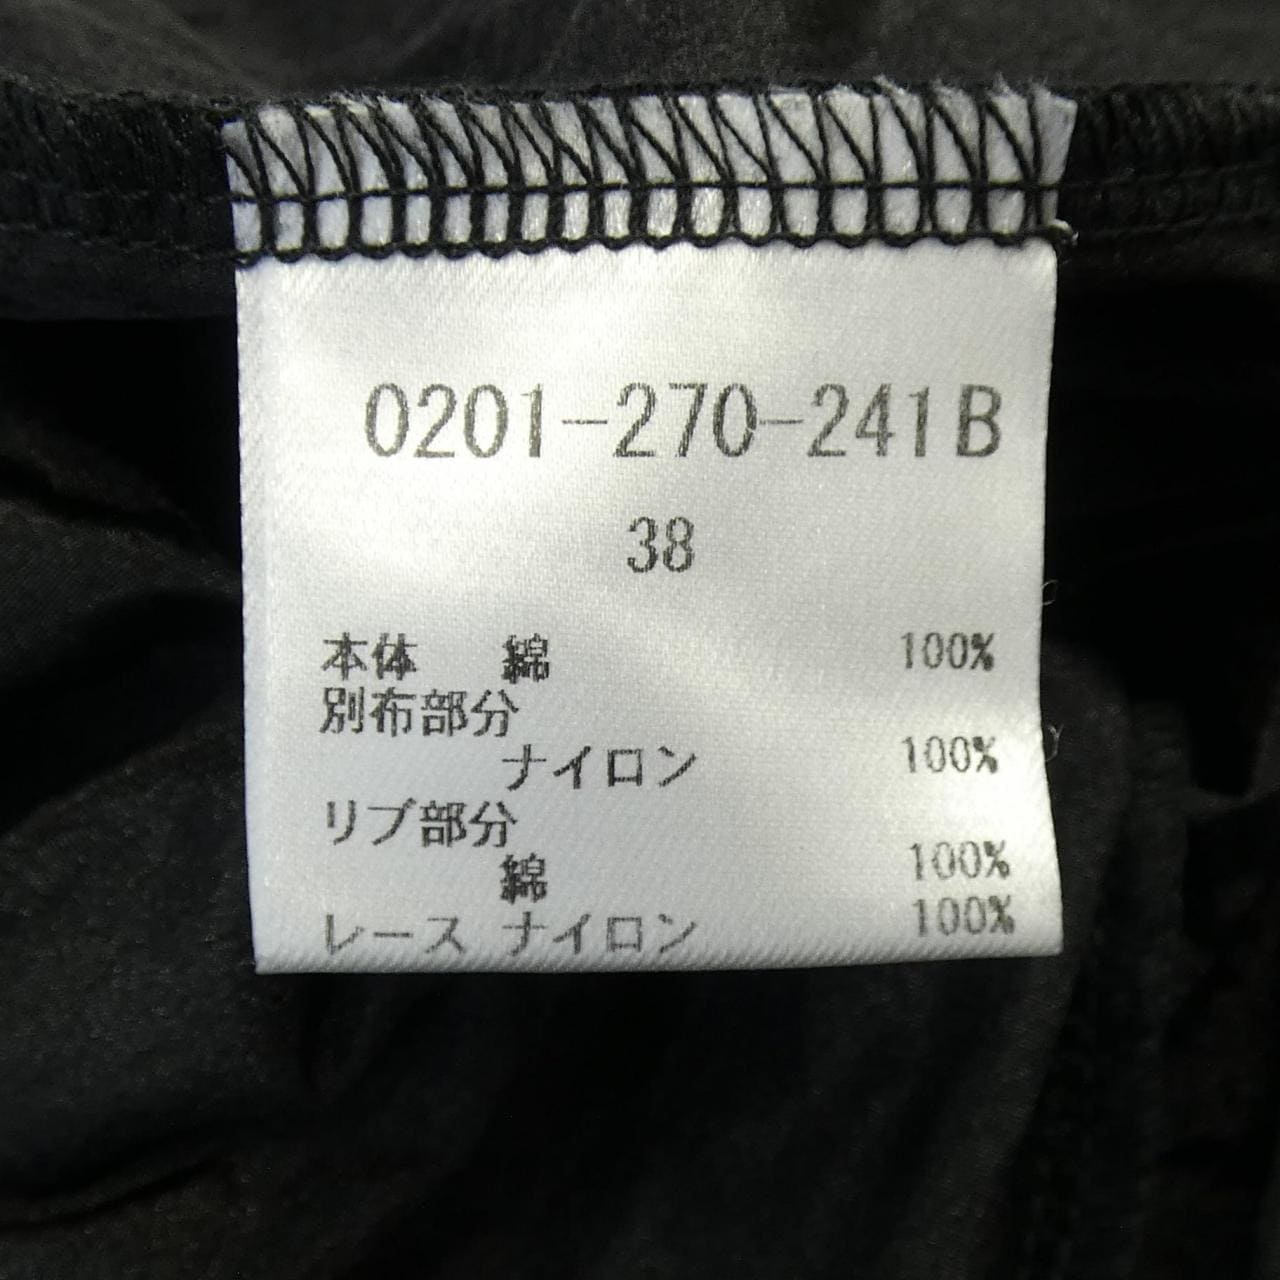 0201-270-241B
38
本体 綿 100%
別布部分
ナイロン 100%
リブ部分
綿 100%
レース ナイロン 100%